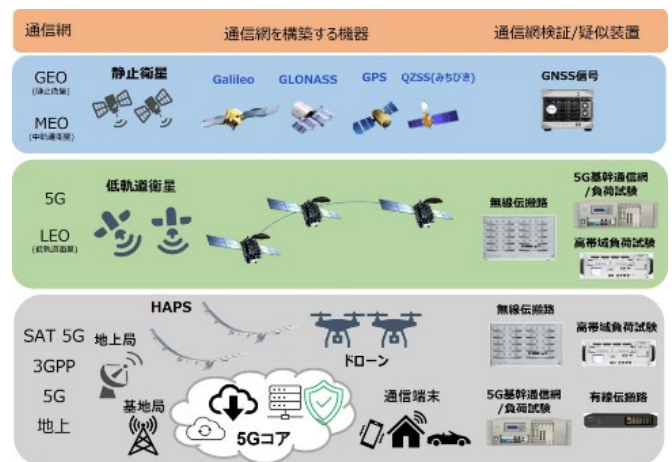 通信網
通信網を構築する機器
通信網検証/疑似装置
GEO
(静止衛星)
MEO
(中軌道衛星)
静止衛星
Galileo
GLONASS
GPS
QZSS(みちびき)
GNSS信号
5G
LEO
(低軌道衛星)
低軌道衛星
無線伝搬路
5G基幹通信網
/負荷試験
高帯域負荷試験
SAT 5G
3GPP
5G
地上
地上局
HAPS
ドローン
基地局
5Gコア
通信端末
無線伝搬路
高帯域負荷試験
5G基幹通信網
/負荷試験
有線伝搬路